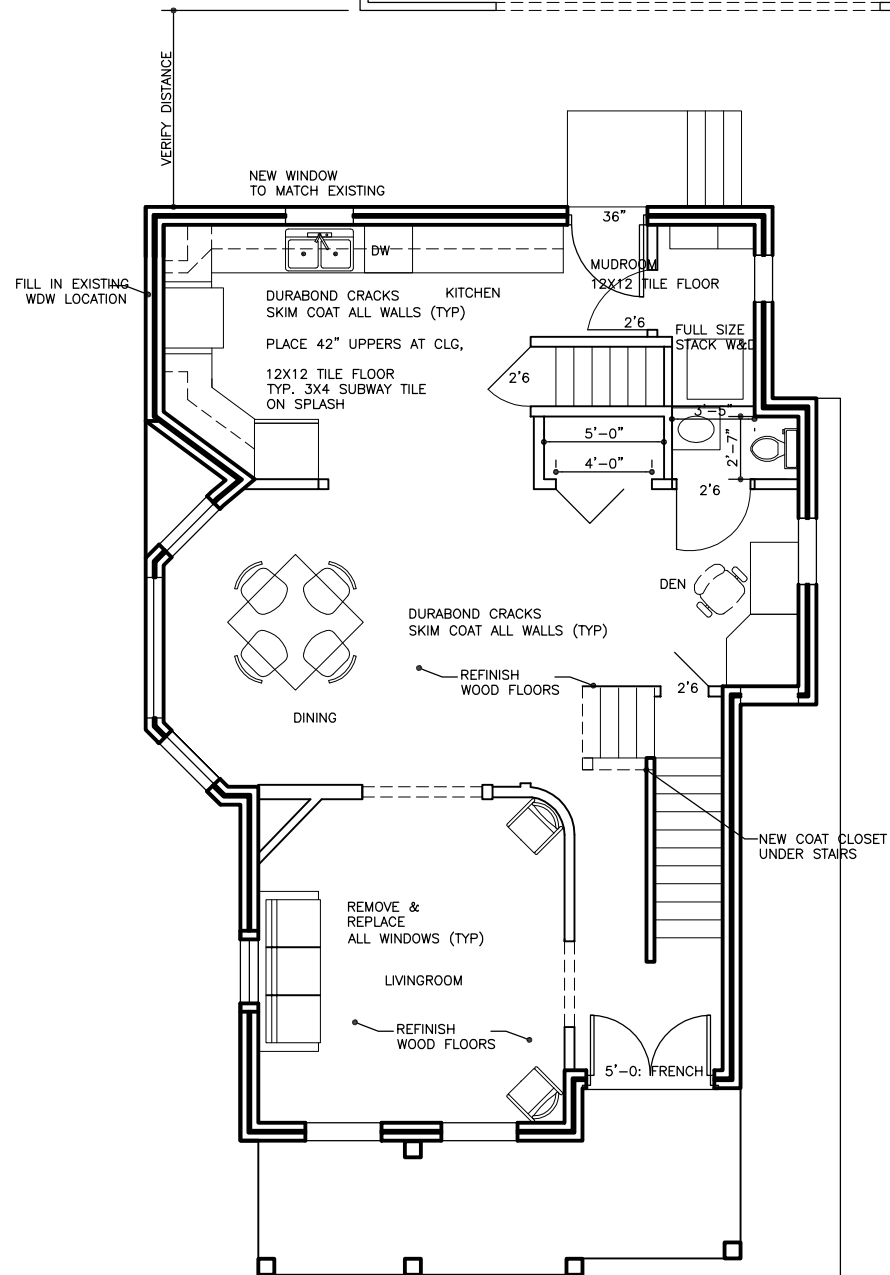 VERIFY DISTANCE
NEW WINDOW
TO MATCH EXISTING
36"
DW
MUDROOM
12X12 TILE FLOOR
FILL IN EXISTING
WDW LOCATION
DURABOND CRACKS
SKIM COAT ALL WALLS (TYP)
KITCHEN
PLACE 42" UPPERS AT CLG,
12X12 TILE FLOOR
TYP. 3X4 SUBWAY TILE
ON SPLASH
2'6
FULL SIZE
STACK W&D
2'6
3'-5"
5'-0"
4'-0"
2'-7"
2'6
DEN
DURABOND CRACKS
SKIM COAT ALL WALLS (TYP)
REFINISH
WOOD FLOORS
2'6
DINING
NEW COAT CLOSET
UNDER STAIRS
REMOVE &
REPLACE
ALL WINDOWS (TYP)
LIVINGROOM
REFINISH
WOOD FLOORS
5'-0: FRENCH